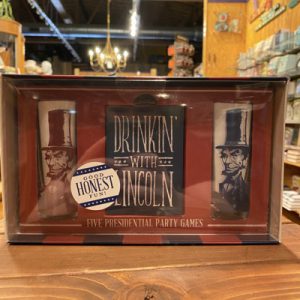 DRINKIN'
WITH
LINCOLN
GOOD
HONEST
FUN!
FIVE PRESIDENTIAL PARTY GAMES